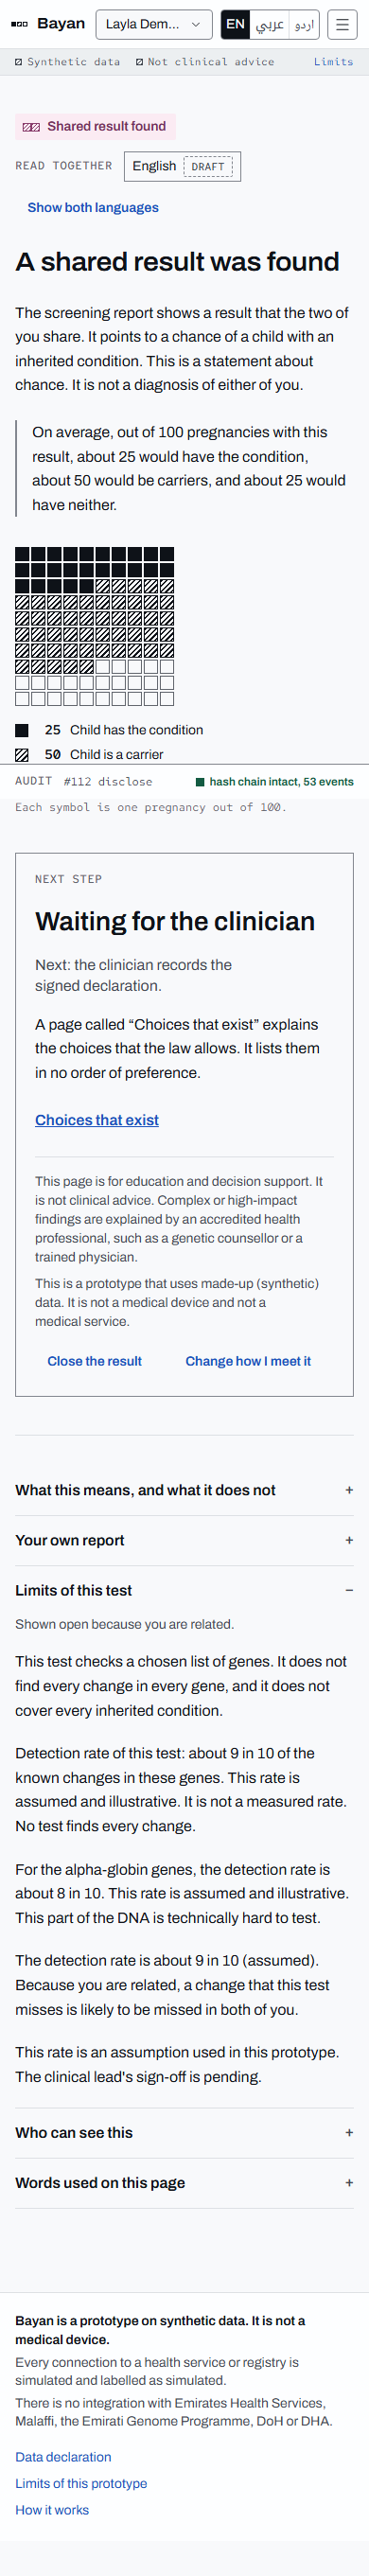 Bayan
Layla Dem...
EN
عربي
اردو
Synthetic data
Not clinical advice
Limits
Shared result found
READ TOGETHER
English
DRAFT
Show both languages
A shared result was found
The screening report shows a result that the two of
you share. It points to a chance of a child with an
inherited condition. This is a statement about
chance. It is not a diagnosis of either of you.
On average, out of 100 pregnancies with this
result, about 25 would have the condition,
about 50 would be carriers, and about 25 would
have neither.
25 Child has the condition
50 Child is a carrier
AUDIT #112 disclose
hash chain intact, 53 events
Each symbol is one pregnancy out of 100.
NEXT STEP
Waiting for the clinician
Next: the clinician records the
signed declaration.
A page called “Choices that exist” explains
the choices that the law allows. It lists them
in no order of preference.
Choices that exist
This page is for education and decision support. It
is not clinical advice. Complex or high-impact
findings are explained by an accredited health
professional, such as a genetic counsellor or a
trained physician.
This is a prototype that uses made-up (synthetic)
data. It is not a medical device and not a
medical service.
Close the result
Change how I meet it
What this means, and what it does not +
Your own report +
Limits of this test −
Shown open because you are related.
This test checks a chosen list of genes. It does not
find every change in every gene, and it does not
cover every inherited condition.
Detection rate of this test: about 9 in 10 of the
known changes in these genes. This rate is
assumed and illustrative. It is not a measured rate.
No test finds every change.
For the alpha-globin genes, the detection rate is
about 8 in 10. This rate is assumed and illustrative.
This part of the DNA is technically hard to test.
The detection rate is about 9 in 10 (assumed).
Because you are related, a change that this test
misses is likely to be missed in both of you.
This rate is an assumption used in this prototype.
The clinical lead's sign-off is pending.
Who can see this +
Words used on this page +
Bayan is a prototype on synthetic data. It is not a
medical device.
Every connection to a health service or registry is
simulated and labelled as simulated.
There is no integration with Emirates Health Services,
Malaffi, the Emirati Genome Programme, DoH or DHA.
Data declaration
Limits of this prototype
How it works